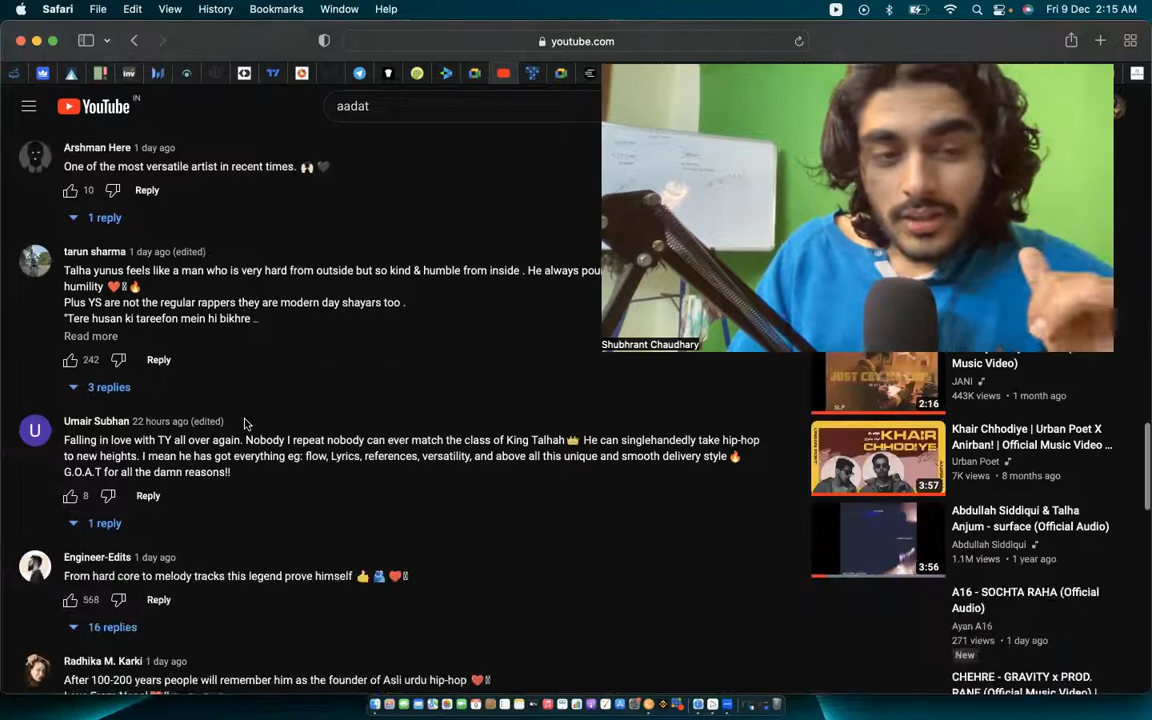 Safari File Edit View History Bookmarks Window Help
Fri 9 Dec 2:15 AM
youtube.com
inv
YouTube IN
aadat
Arshman Here 1 day ago
One of the most versatile artist in recent times. 🙌🏻 🖤
10 Reply
1 reply
tarun sharma 1 day ago (edited)
Talha yunus feels like a man who is very hard from outside but so kind & humble from inside . He always pour
humility ❤️🔥
Plus YS are not the regular rappers they are modern day shayars too .
"Tere husan ki tareefon mein hi bikhre ..
Read more
242 Reply
3 replies
U
Umair Subhan 22 hours ago (edited)
Falling in love with TY all over again. Nobody I repeat nobody can ever match the class of King Talhah 👑 He can singlehandedly take hip-hop
to new heights. I mean he has got everything eg: flow, Lyrics, references, versatility, and above all this unique and smooth delivery style 🔥
G.O.A.T for all the damn reasons!!
8 Reply
1 reply
Engineer-Edits 1 day ago
From hard core to melody tracks this legend prove himself 👍 🫂 ❤️
568 Reply
16 replies
Radhika M. Karki 1 day ago
After 100-200 years people will remember him as the founder of Asli urdu hip-hop ❤️
Shubhrant Chaudhary
Music Video)
JANI
443K views • 1 month ago
JUST CRY
SLP
2:16
Khair Chhodiye | Urban Poet X
Anirban! | Official Music Video ...
Urban Poet
7K views • 8 months ago
KHAIR
CHHODIYE
3:57
Abdullah Siddiqui & Talha
Anjum - surface (Official Audio)
Abdullah Siddiqui
1.1M views • 1 year ago
3:56
A16 - SOCHTA RAHA (Official
Audio)
Ayan A16
271 views • 1 day ago
New
CHEHRE - GRAVITY x PROD.
RANE (Official Music Video) |